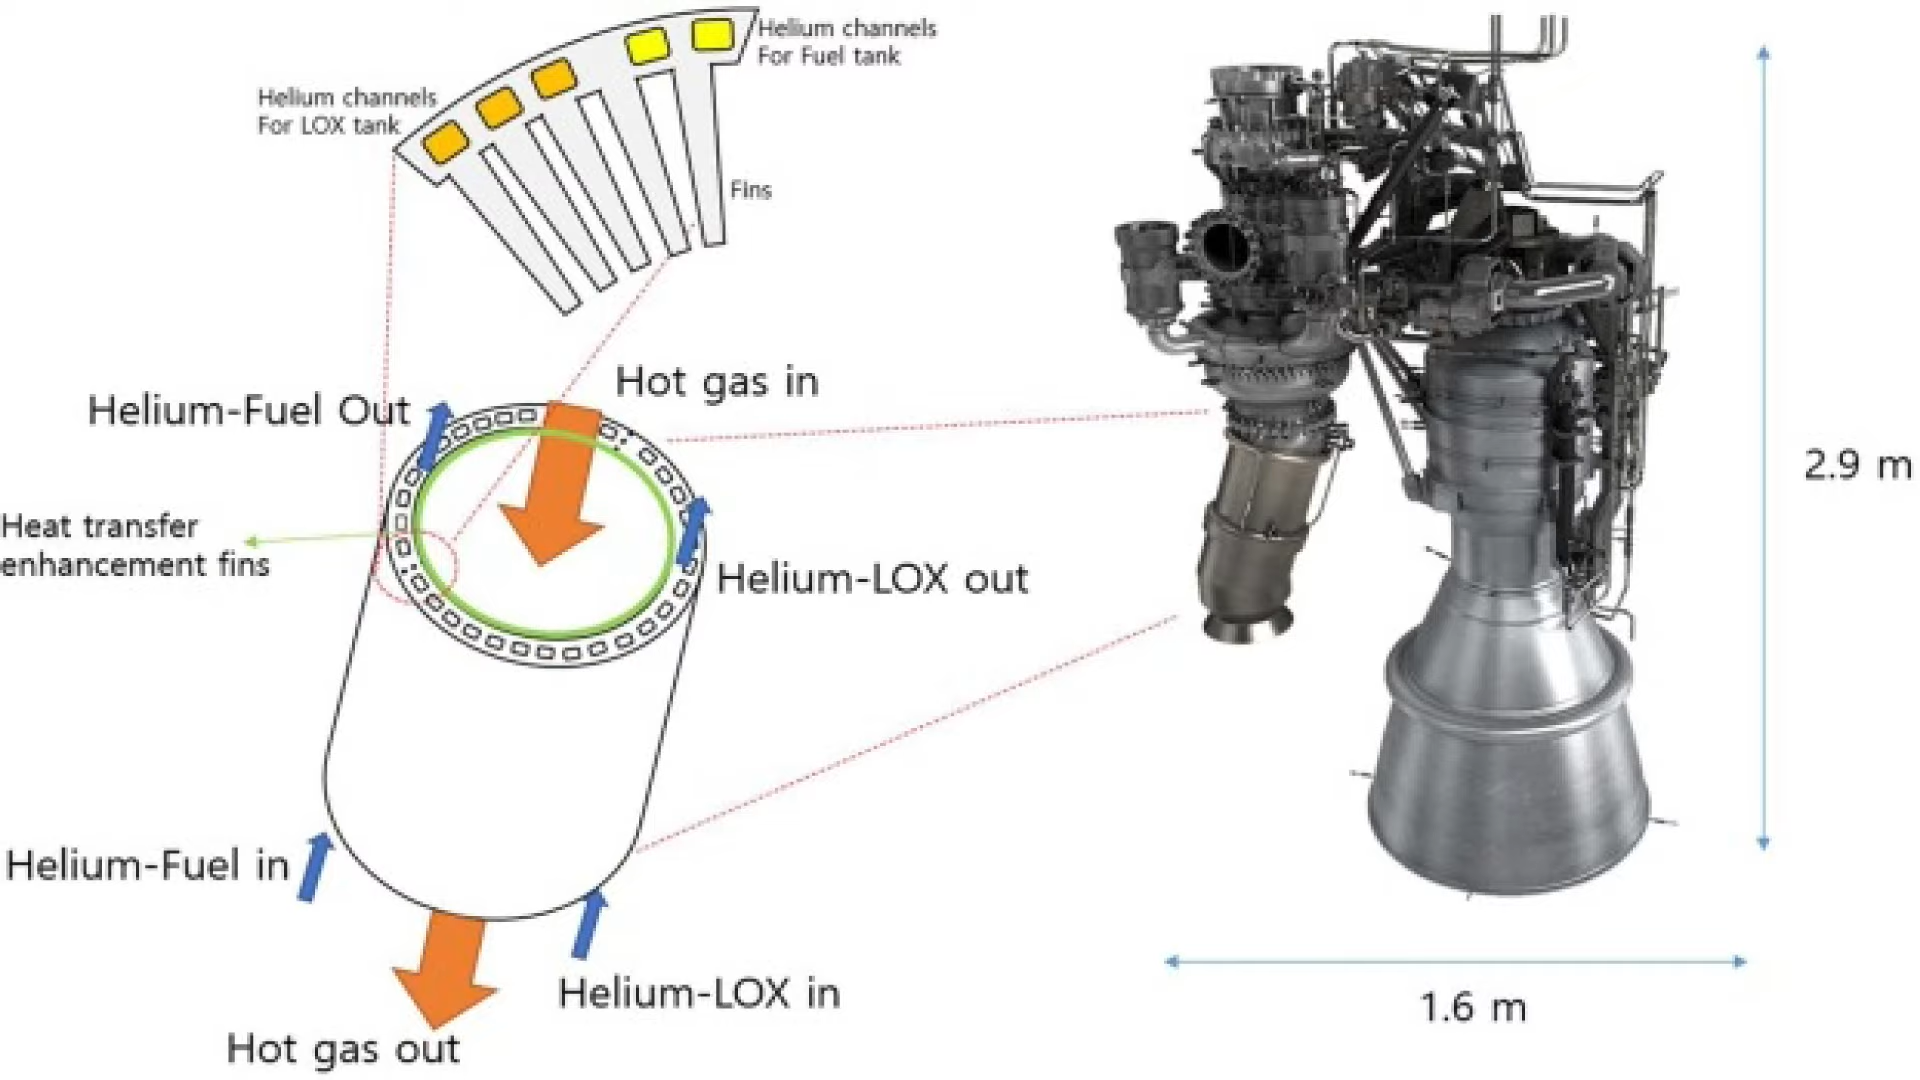 Helium channels
For Fuel tank
Helium channels
For LOX tank
Fins
Hot gas in
Helium-Fuel Out
Heat transfer
enhancement fins
Helium-LOX out
2.9 m
Helium-Fuel in
Helium-LOX in
1.6 m
Hot gas out